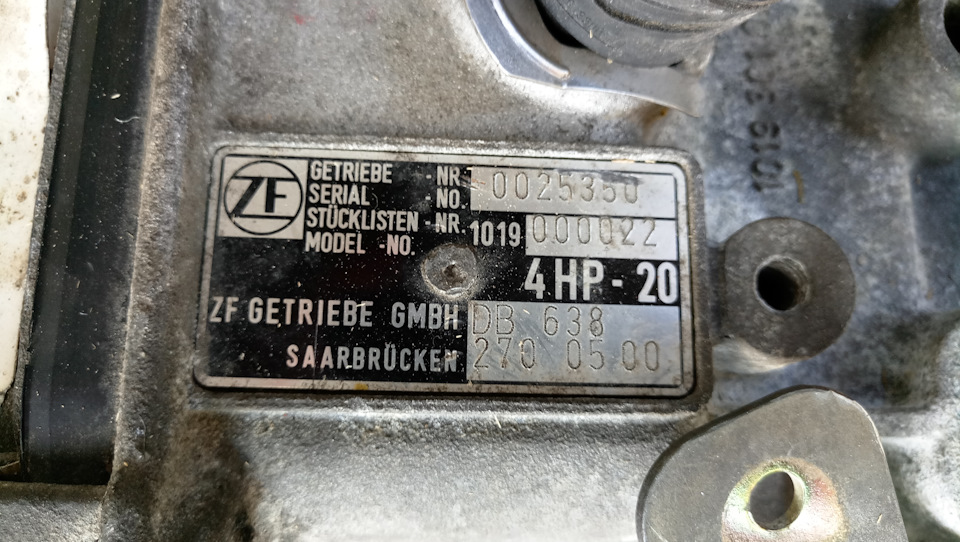 ZF
GETRIEBE - NR
SERIAL - NO. 0025350
STÜCKLISTEN - NR.
MODEL - NO. 1019 000022
4 HP - 20
ZF GETRIEBE GMBH DB 638
SAARBRÜCKEN 270 05 00
1019